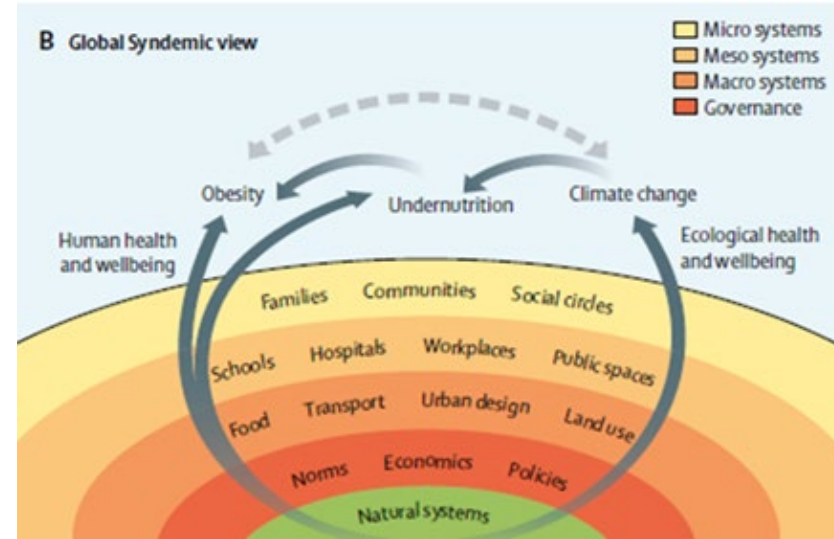 B Global Syndemic view
Micro systems
Meso systems
Macro systems
Governance
Obesity
Undernutrition
Climate change
Human health
and wellbeing
Ecological health
and wellbeing
Families Communities Social circles
Schools Hospitals Workplaces Public spaces
Food Transport Urban design Land use
Norms Economics Policies
Natural systems